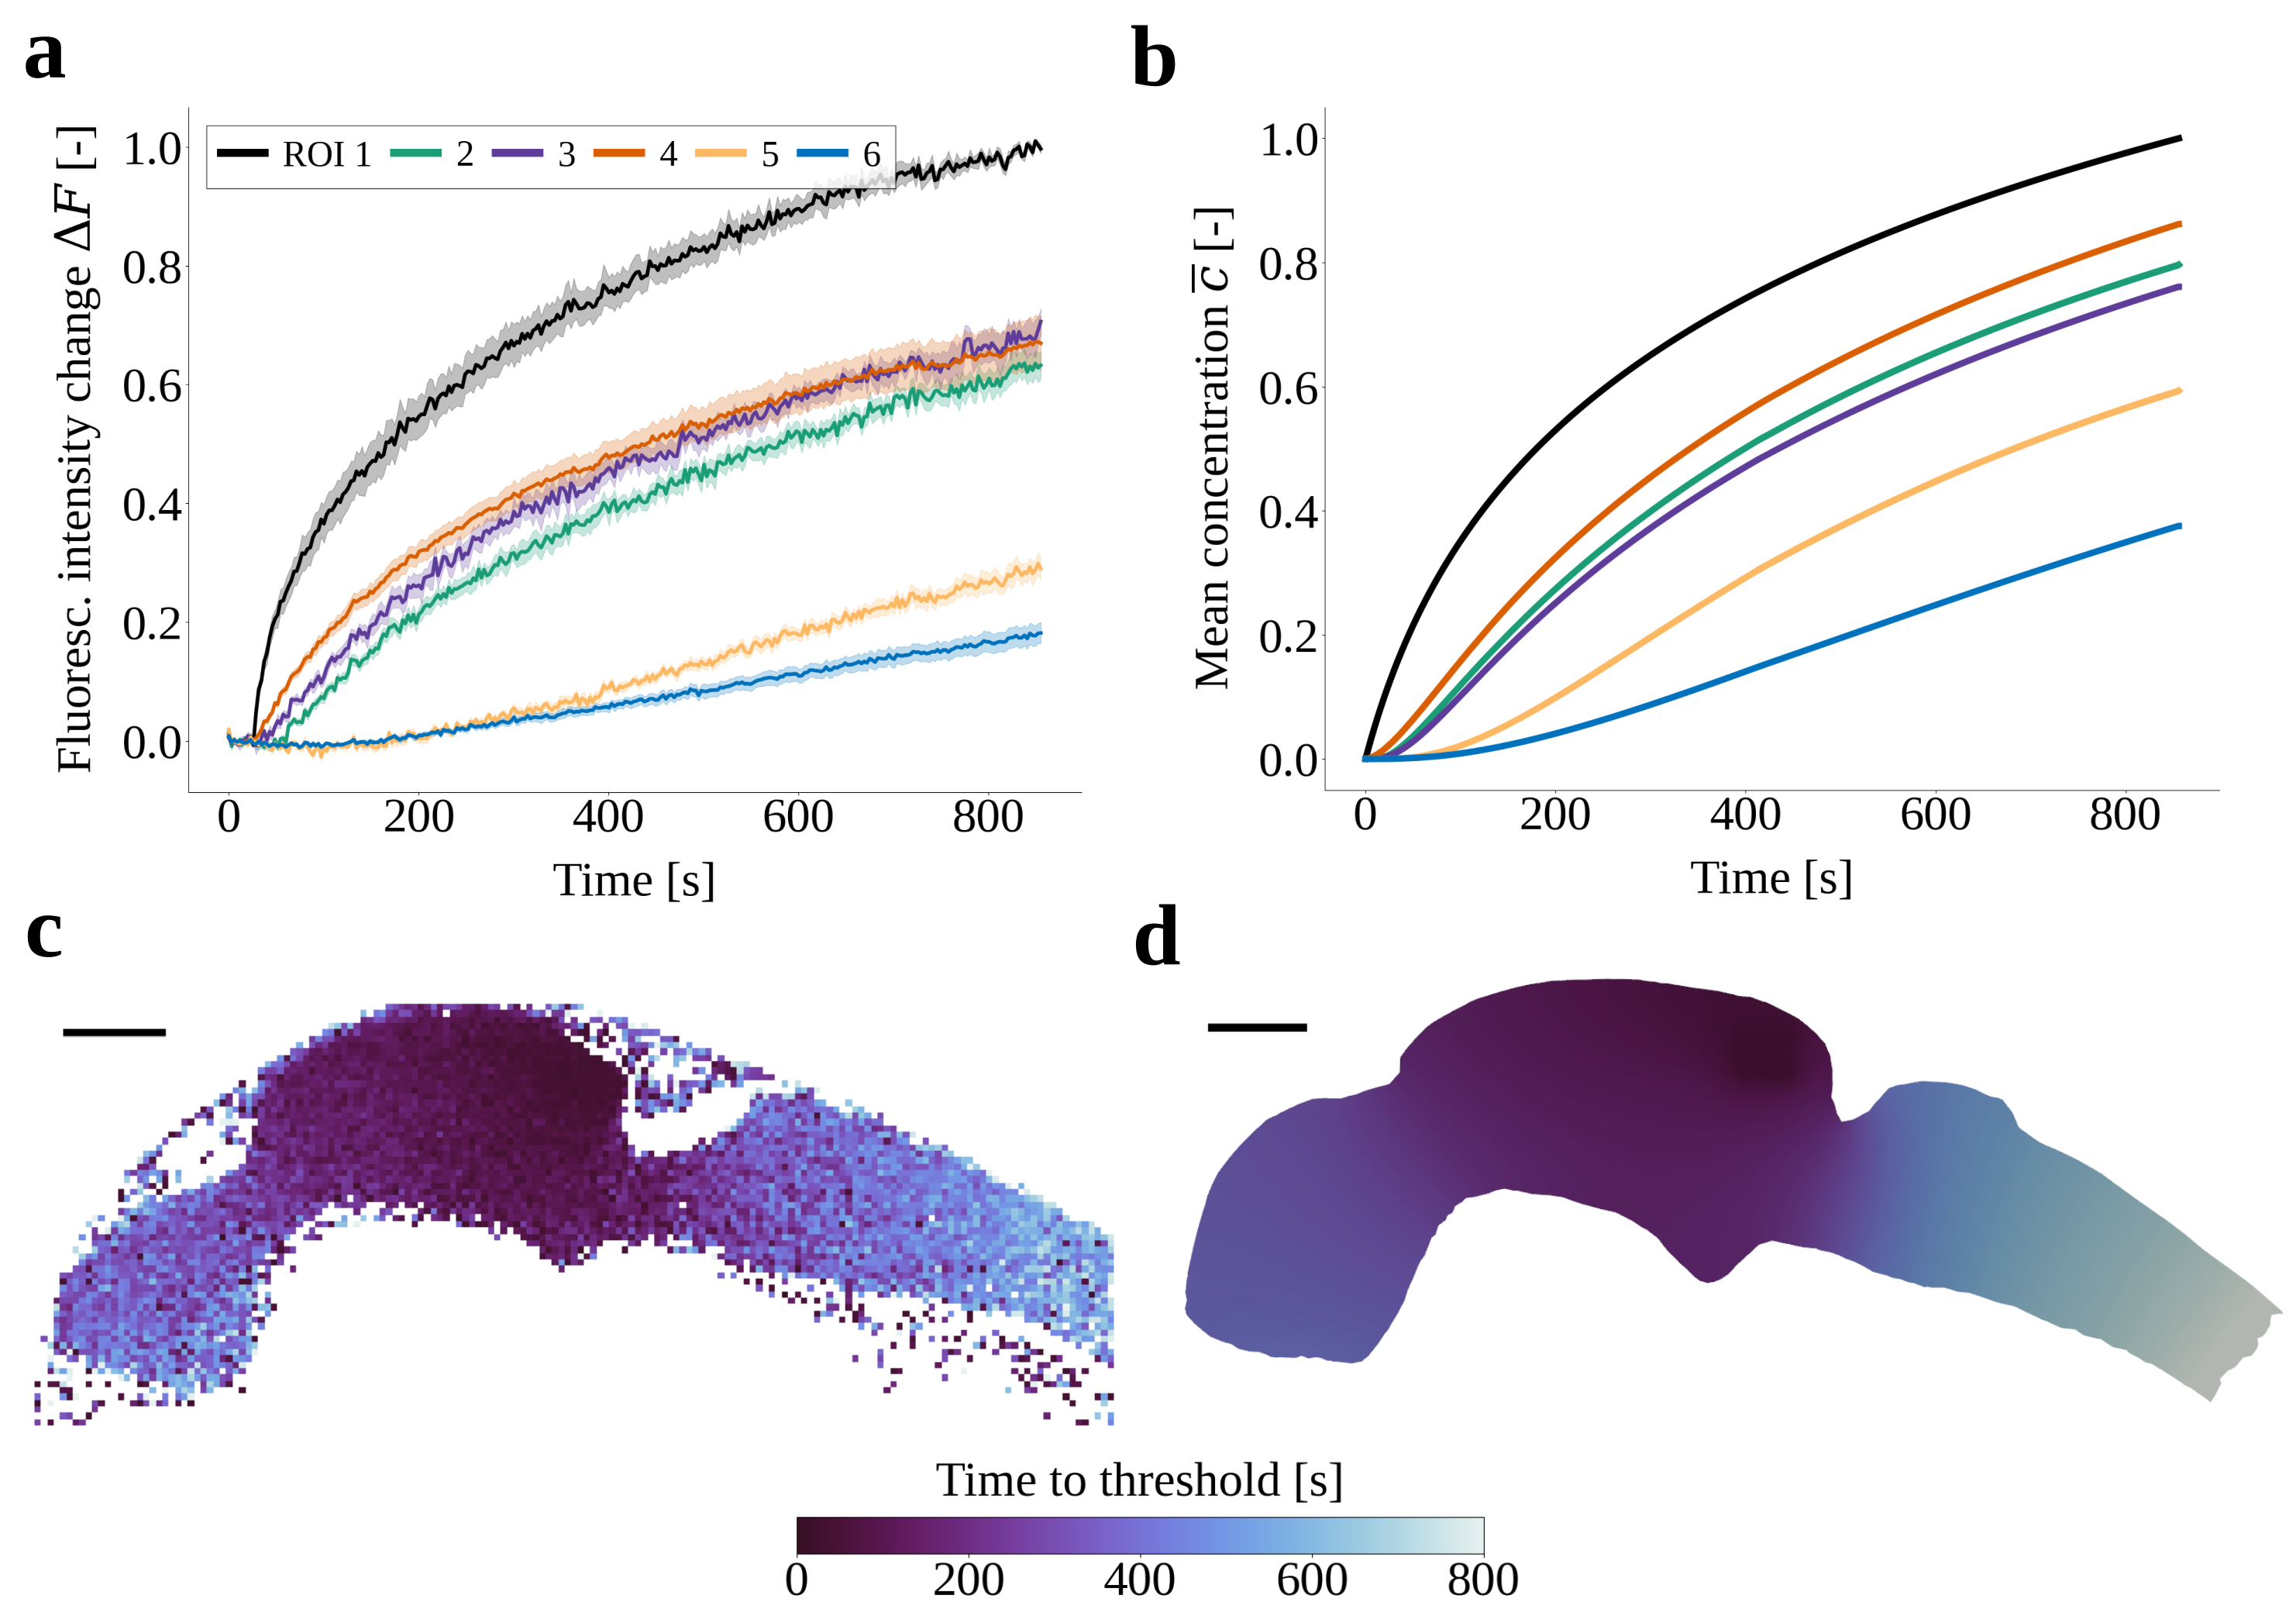 a
Fluoresc. intensity change ΔF [-]
1.0
0.8
0.6
0.4
0.2
0.0
ROI 1 2 3 4 5 6
0 200 400 600 800
Time [s]
b
Mean concentration c̅ [-]
1.0
0.8
0.6
0.4
0.2
0.0
0 200 400 600 800
Time [s]
c
d
Time to threshold [s]
0 200 400 600 800